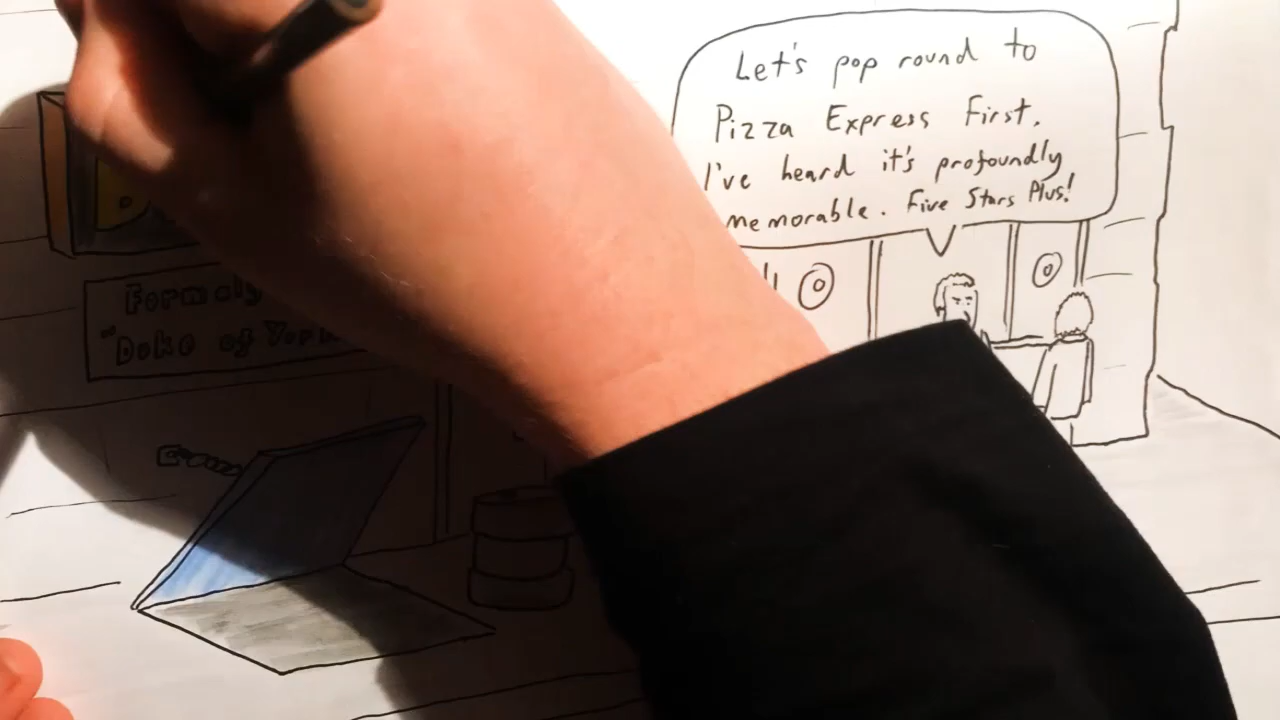 Let's pop round to
Pizza Express First.
I've heard it's profoundly
memorable. Five Stars Plus!
Formely
"Duke of York